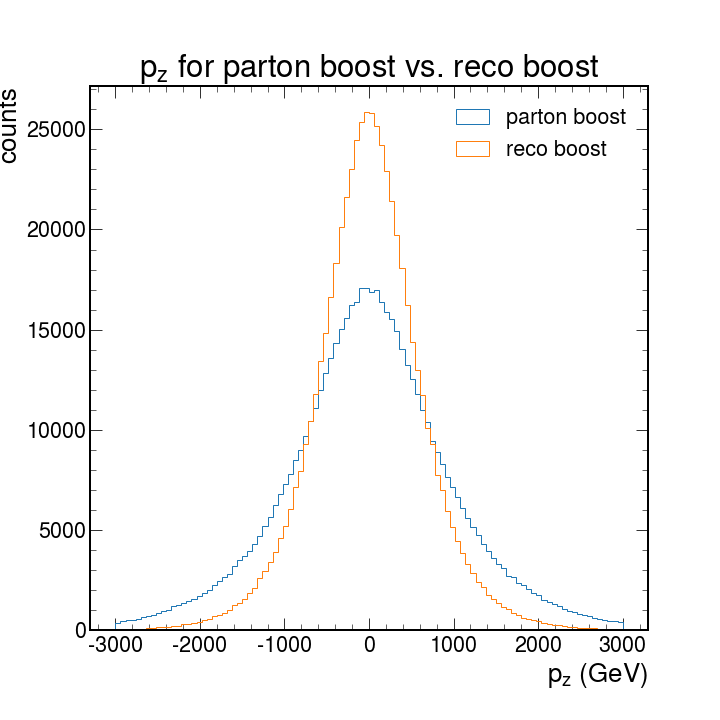 p_z for parton boost vs. reco boost
counts
parton boost
reco boost
25000
20000
15000
10000
5000
0
-3000 -2000 -1000 0 1000 2000 3000
p_z (GeV)